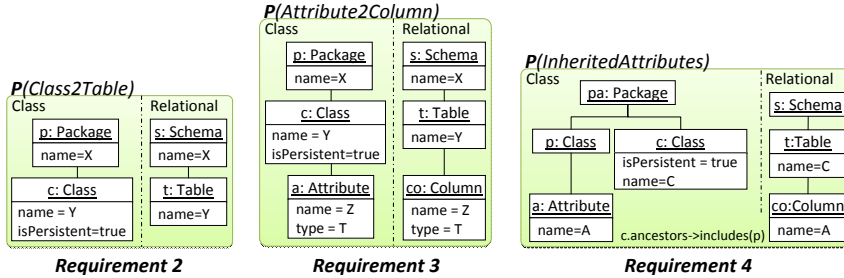 P(Class2Table)
Class
Relational
p: Package
name=X
s: Schema
name=X
c: Class
name = Y
isPersistent=true
t: Table
name=Y
Requirement 2
P(Attribute2Column)
Class
Relational
p: Package
name=X
s: Schema
name=X
c: Class
name = Y
isPersistent=true
t: Table
name=Y
a: Attribute
name = Z
type = T
co: Column
name = Z
type = T
Requirement 3
P(InheritedAttributes)
Class
Relational
pa: Package
s: Schema
p: Class
c: Class
isPersistent = true
name=C
t:Table
name=C
a: Attribute
name=A
c.ancestors->includes(p)
co:Column
name=A
Requirement 4